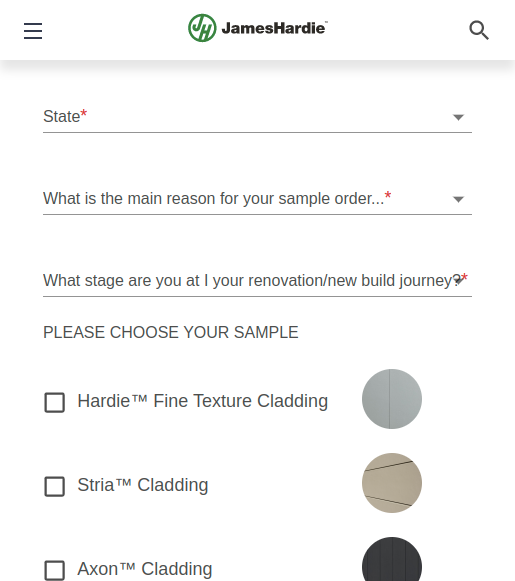 JamesHardie™
State*
What is the main reason for your sample order...*
What stage are you at I your renovation/new build journey?*
PLEASE CHOOSE YOUR SAMPLE
Hardie™ Fine Texture Cladding
Stria™ Cladding
Axon™ Cladding